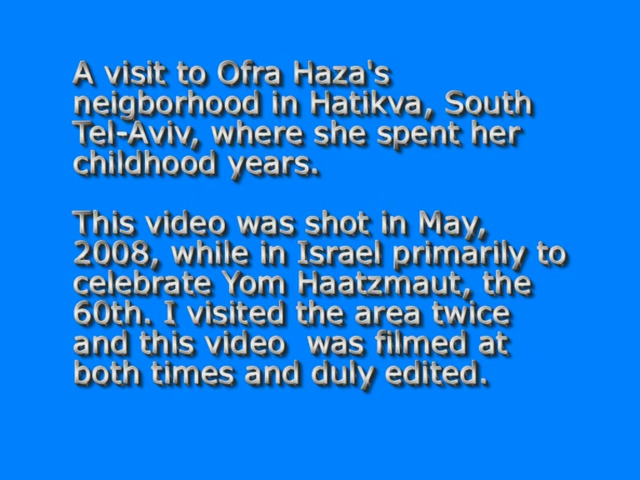 A visit to Ofra Haza's
neigborhood in Hatikva, South
Tel-Aviv, where she spent her
childhood years.
This video was shot in May,
2008, while in Israel primarily to
celebrate Yom Haatzmaut, the
60th. I visited the area twice
and this video  was filmed at
both times and duly edited.